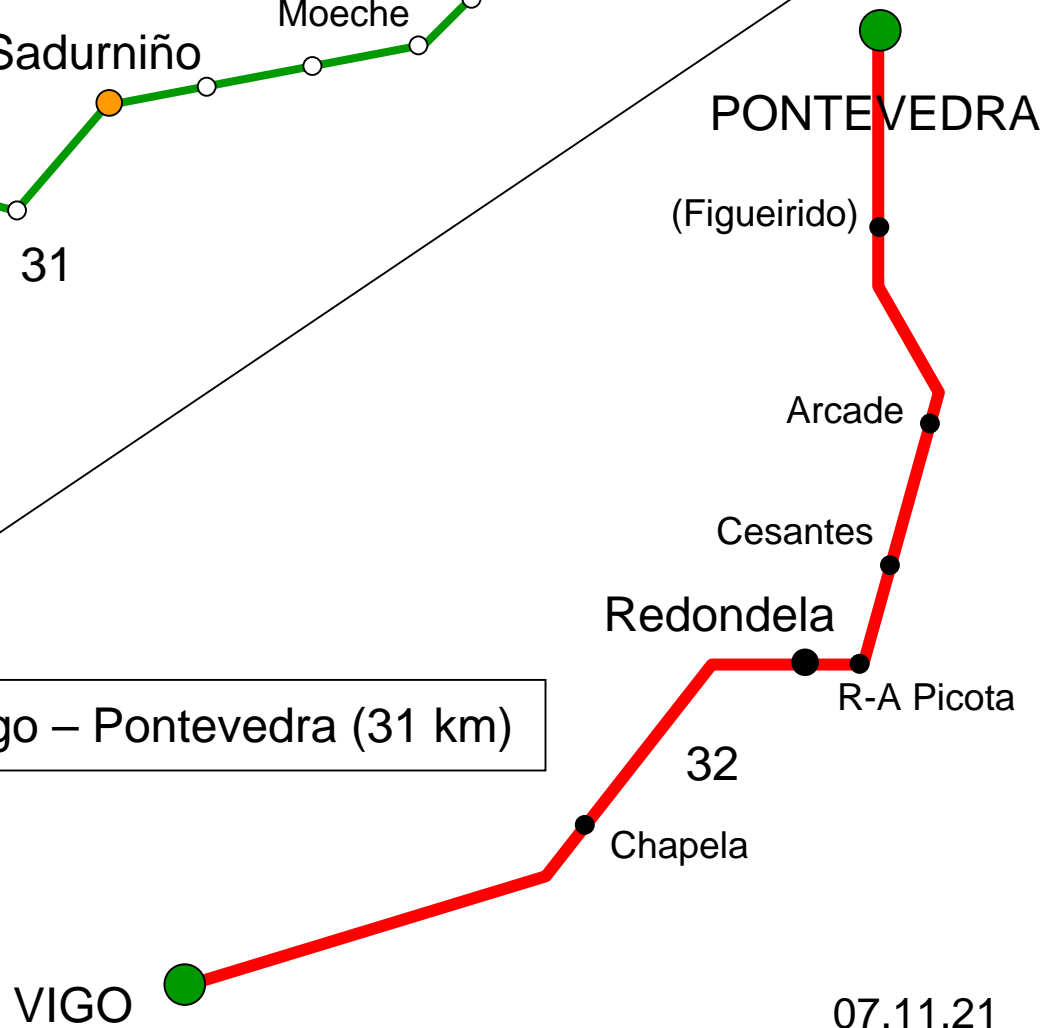 Moeche
Sadurniño
PONTEVEDRA
(Figueirido)
31
Arcade
Cesantes
Redondela
R-A Picota
go – Pontevedra (31 km)
32
Chapela
VIGO
07.11.21